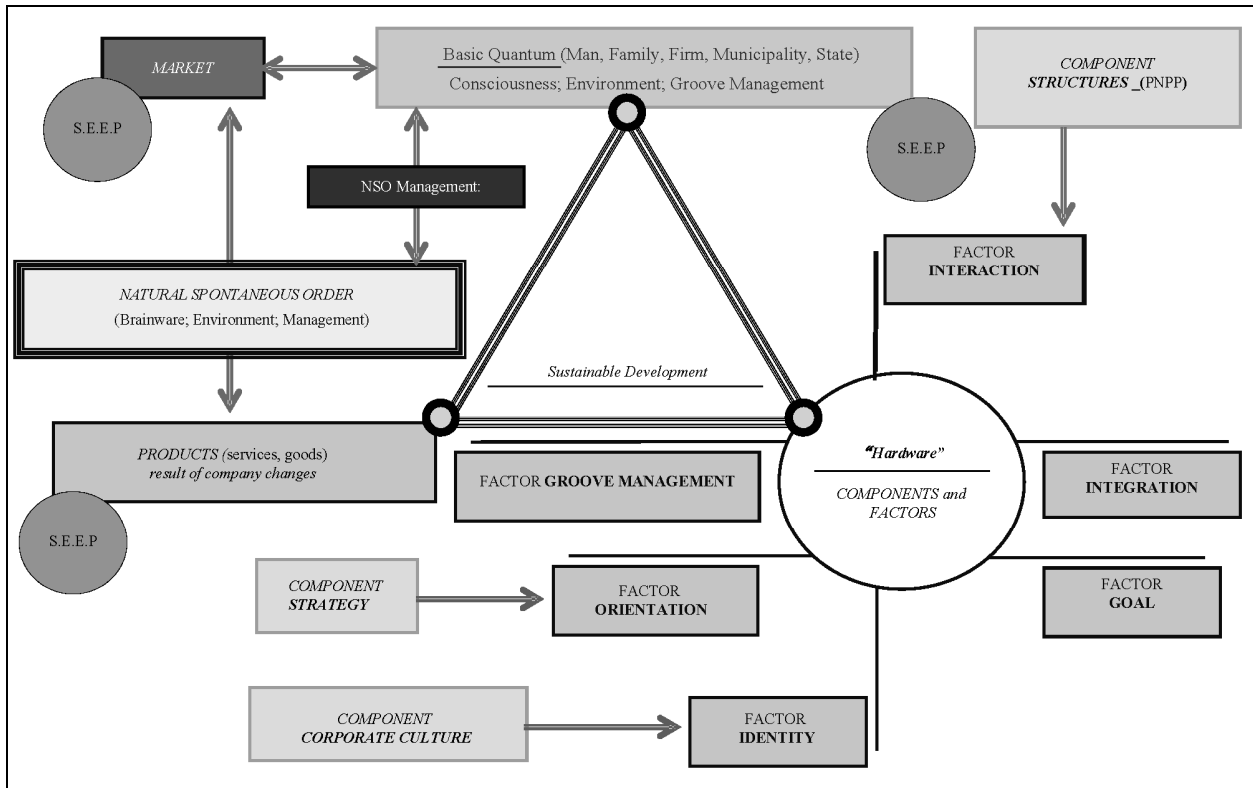 MARKET
Basic Quantum (Man, Family, Firm, Municipality, State)
Consciousness; Environment; Groove Management
COMPONENT
STRUCTURES _(PNPP)
S.E.E.P
S.E.E.P
NSO Management:
FACTOR
INTERACTION
NATURAL SPONTANEOUS ORDER
(Brainware; Environment; Management)
Sustainable Development
PRODUCTS (services, goods)
result of company changes
FACTOR GROOVE MANAGEMENT
"Hardware"
COMPONENTS and
FACTORS
FACTOR
INTEGRATION
S.E.E.P
COMPONENT
STRATEGY
FACTOR
ORIENTATION
FACTOR
GOAL
COMPONENT
CORPORATE CULTURE
FACTOR
IDENTITY